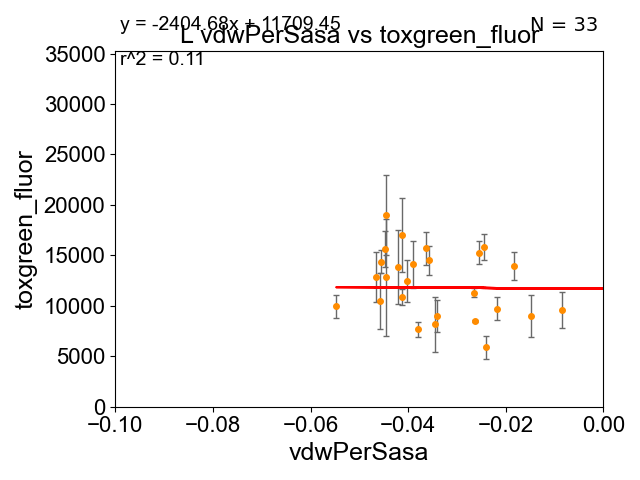 y = -2404.68x + 11709.45
N = 33
L vdwPerSasa vs toxgreen_fluor
r^2 = 0.11
35000
30000
25000
20000
15000
10000
5000
0
toxgreen_fluor
−0.10
−0.08
−0.06
−0.04
−0.02
0.00
vdwPerSasa